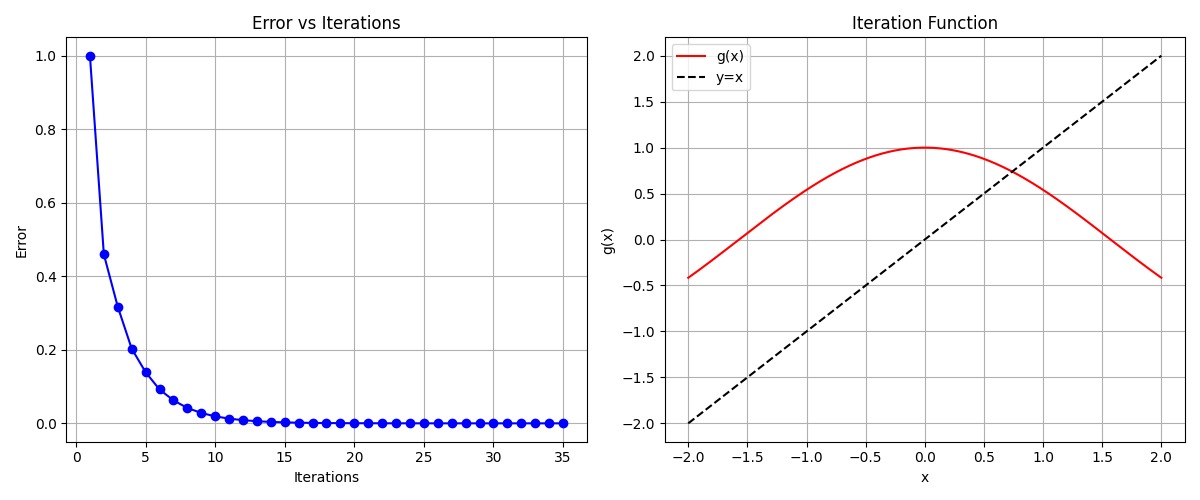 Error vs Iterations
Error
1.0
0.8
0.6
0.4
0.2
0.0
0 5 10 15 20 25 30 35
Iterations
Iteration Function
g(x)
y=x
g(x)
2.0
1.5
1.0
0.5
0.0
−0.5
−1.0
−1.5
−2.0
−2.0 −1.5 −1.0 −0.5 0.0 0.5 1.0 1.5 2.0
x